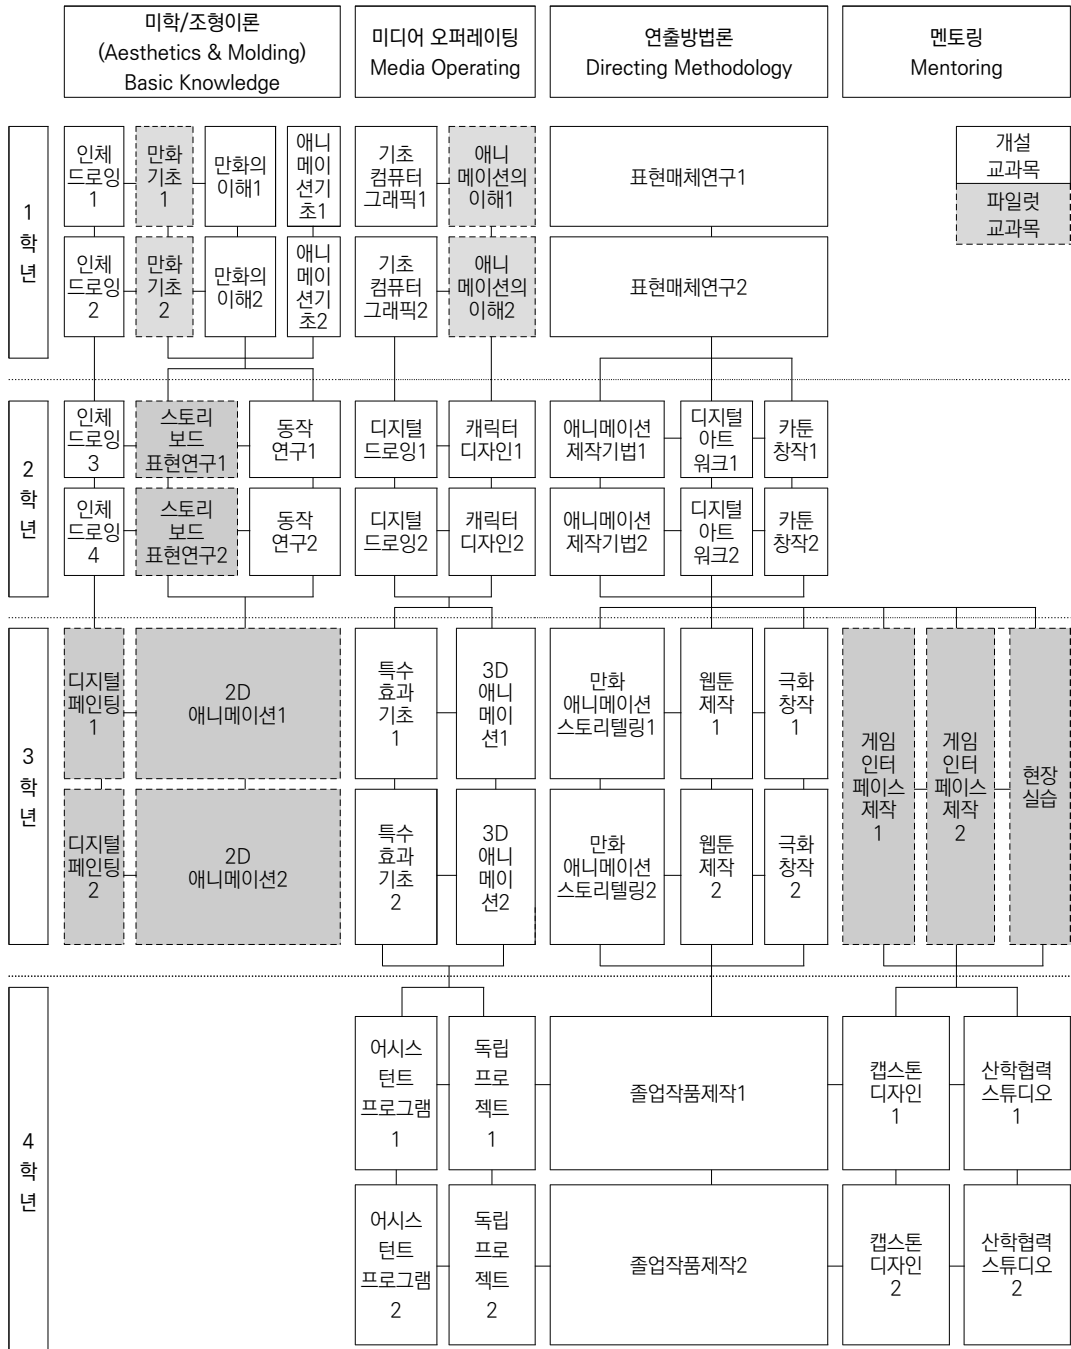 미학/조형이론
(Aesthetics & Molding)
Basic Knowledge
미디어 오퍼레이팅
Media Operating
연출방법론
Directing Methodology
멘토링
Mentoring
1
학
년
인체
드로잉
1
만화
기초
1
만화의
이해1
애니
메이
션기
초1
기초
컴퓨터
그래픽1
애니
메이션의
이해1
표현매체연구1
개설
교과목
파일럿
교과목
인체
드로잉
2
만화
기초
2
만화의
이해2
애니
메이
션기
초2
기초
컴퓨터
그래픽2
애니
메이션의
이해2
표현매체연구2
2
학
년
인체
드로잉
3
스토리
보드
표현연구1
동작
연구1
디지털
드로잉1
캐릭터
디자인1
애니메이션
제작기법1
디지털
아트
워크1
카툰
창작1
인체
드로잉
4
스토리
보드
표현연구2
동작
연구2
디지털
드로잉2
캐릭터
디자인2
애니메이션
제작기법2
디지털
아트
워크2
카툰
창작2
3
학
년
디지털
페인팅
1
2D
애니메이션1
특수
효과
기초
1
3D
애니
메이
션1
만화
애니메이션
스토리텔링1
웹툰
제작
1
극화
창작
1
게임
인터
페이스
제작
1
게임
인터
페이스
제작
2
현장
실습
디지털
페인팅
2
2D
애니메이션2
특수
효과
기초
2
3D
애니
메이
션2
만화
애니메이션
스토리텔링2
웹툰
제작
2
극화
창작
2
4
학
년
어시스
턴트
프로그램
1
독립
프로
젝트
1
졸업작품제작1
캡스톤
디자인
1
산학협력
스튜디오
1
어시스
턴트
프로그램
2
독립
프로
젝트
2
졸업작품제작2
캡스톤
디자인
2
산학협력
스튜디오
2